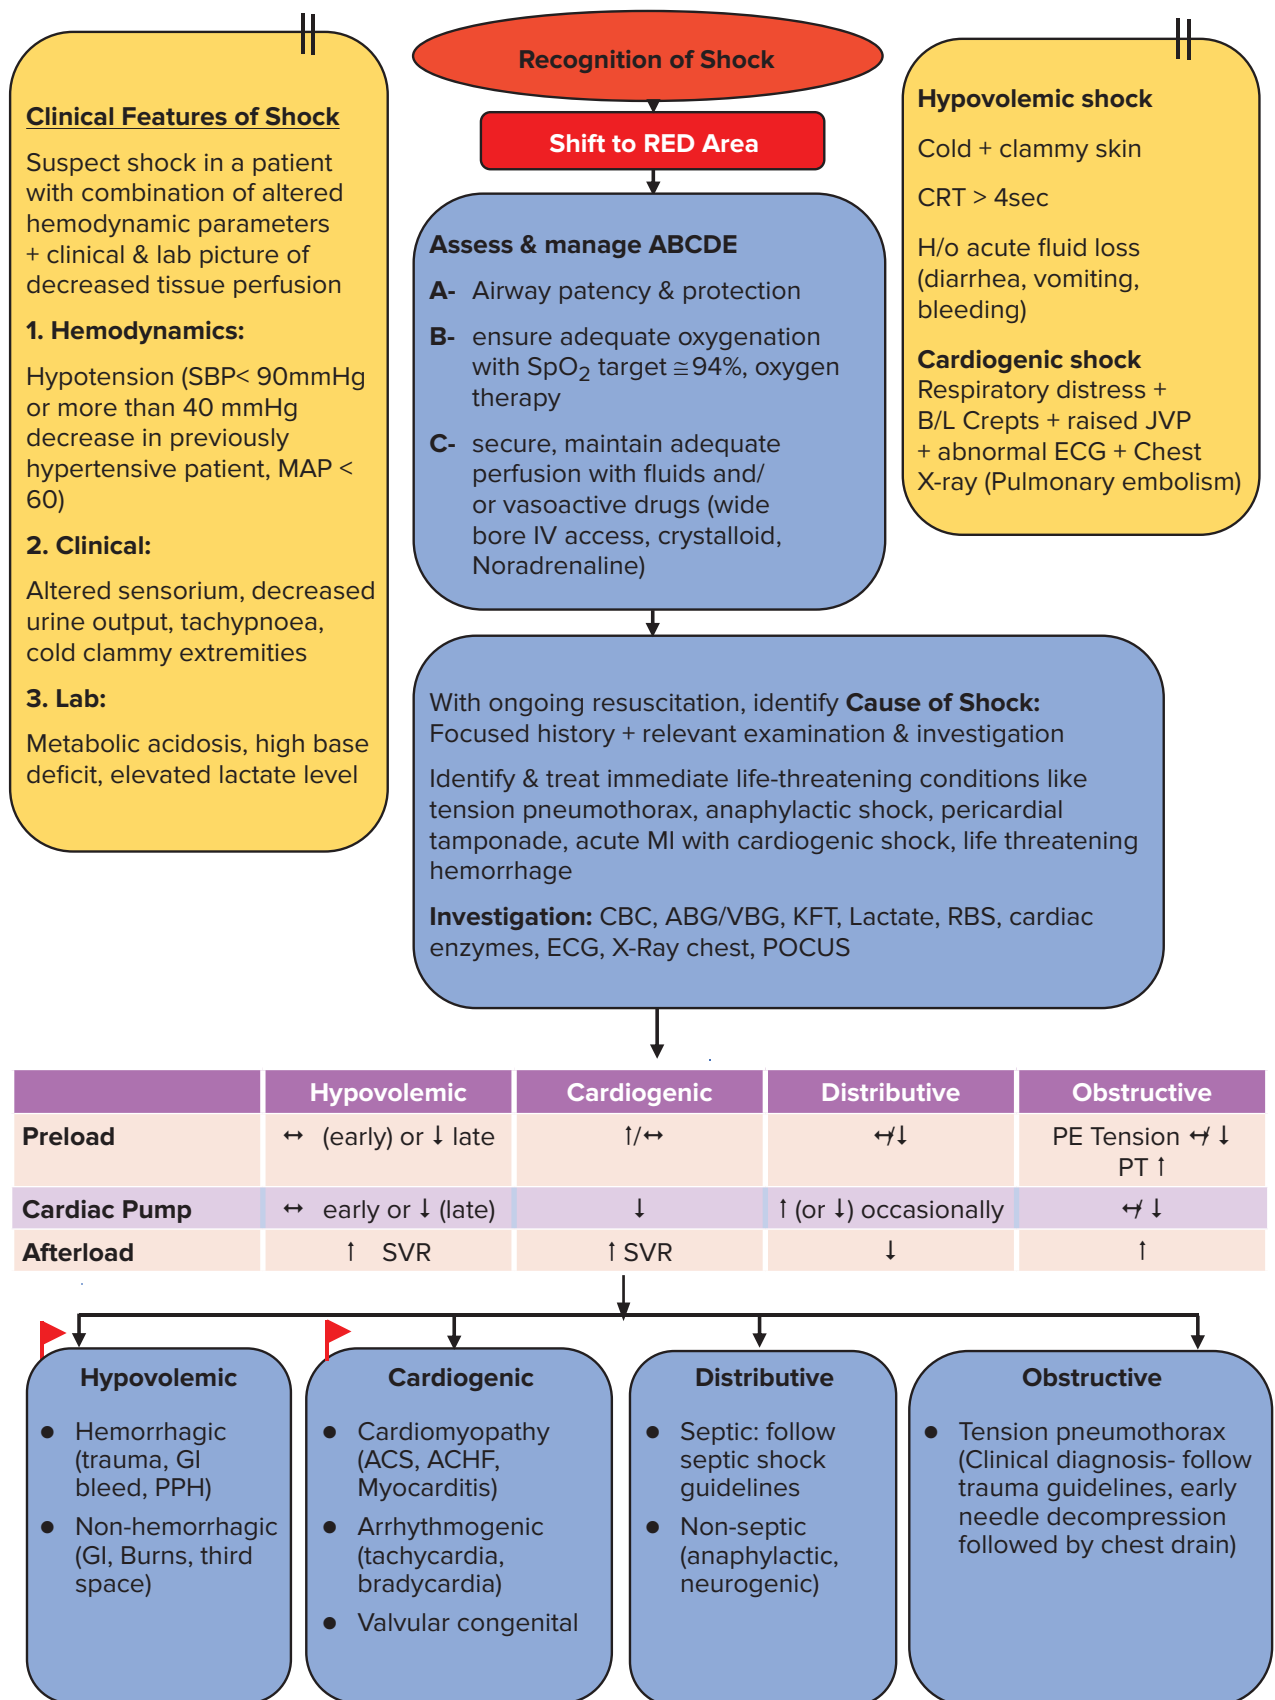 Recognition of Shock
Shift to RED Area
Clinical Features of Shock
Suspect shock in a patient
with combination of altered
hemodynamic parameters
+ clinical & lab picture of
decreased tissue perfusion
1. Hemodynamics:
Hypotension (SBP< 90mmHg
or more than 40 mmHg
decrease in previously
hypertensive patient, MAP <
60)
2. Clinical:
Altered sensorium, decreased
urine output, tachypnoea,
cold clammy extremities
3. Lab:
Metabolic acidosis, high base
deficit, elevated lactate level
Assess & manage ABCDE
A- Airway patency & protection
B- ensure adequate oxygenation
with SpO₂ target ≅94%, oxygen
therapy
C- secure, maintain adequate
perfusion with fluids and/
or vasoactive drugs (wide
bore IV access, crystalloid,
Noradrenaline)
Hypovolemic shock
Cold + clammy skin
CRT > 4sec
H/o acute fluid loss
(diarrhea, vomiting,
bleeding)
Cardiogenic shock
Respiratory distress +
B/L Crepts + raised JVP
+ abnormal ECG + Chest
X-ray (Pulmonary embolism)
With ongoing resuscitation, identify Cause of Shock:
Focused history + relevant examination & investigation
Identify & treat immediate life-threatening conditions like
tension pneumothorax, anaphylactic shock, pericardial
tamponade, acute MI with cardiogenic shock, life threatening
hemorrhage
Investigation: CBC, ABG/VBG, KFT, Lactate, RBS, cardiac
enzymes, ECG, X-Ray chest, POCUS
Hypovolemic Cardiogenic Distributive Obstructive
Preload ↔ (early) or ↓ late ↑/↔ ↔/↓ PE Tension ↔/ ↓
PT ↑
Cardiac Pump ↔ early or ↓ (late) ↓ ↑ (or ↓) occasionally ↔/ ↓
Afterload ↑ SVR ↑ SVR ↓ ↑
Hypovolemic
● Hemorrhagic
(trauma, GI
bleed, PPH)
● Non-hemorrhagic
(GI, Burns, third
space)
Cardiogenic
● Cardiomyopathy
(ACS, ACHF,
Myocarditis)
● Arrhythmogenic
(tachycardia,
bradycardia)
● Valvular congenital
Distributive
● Septic: follow
septic shock
guidelines
● Non-septic
(anaphylactic,
neurogenic)
Obstructive
● Tension pneumothorax
(Clinical diagnosis- follow
trauma guidelines, early
needle decompression
followed by chest drain)